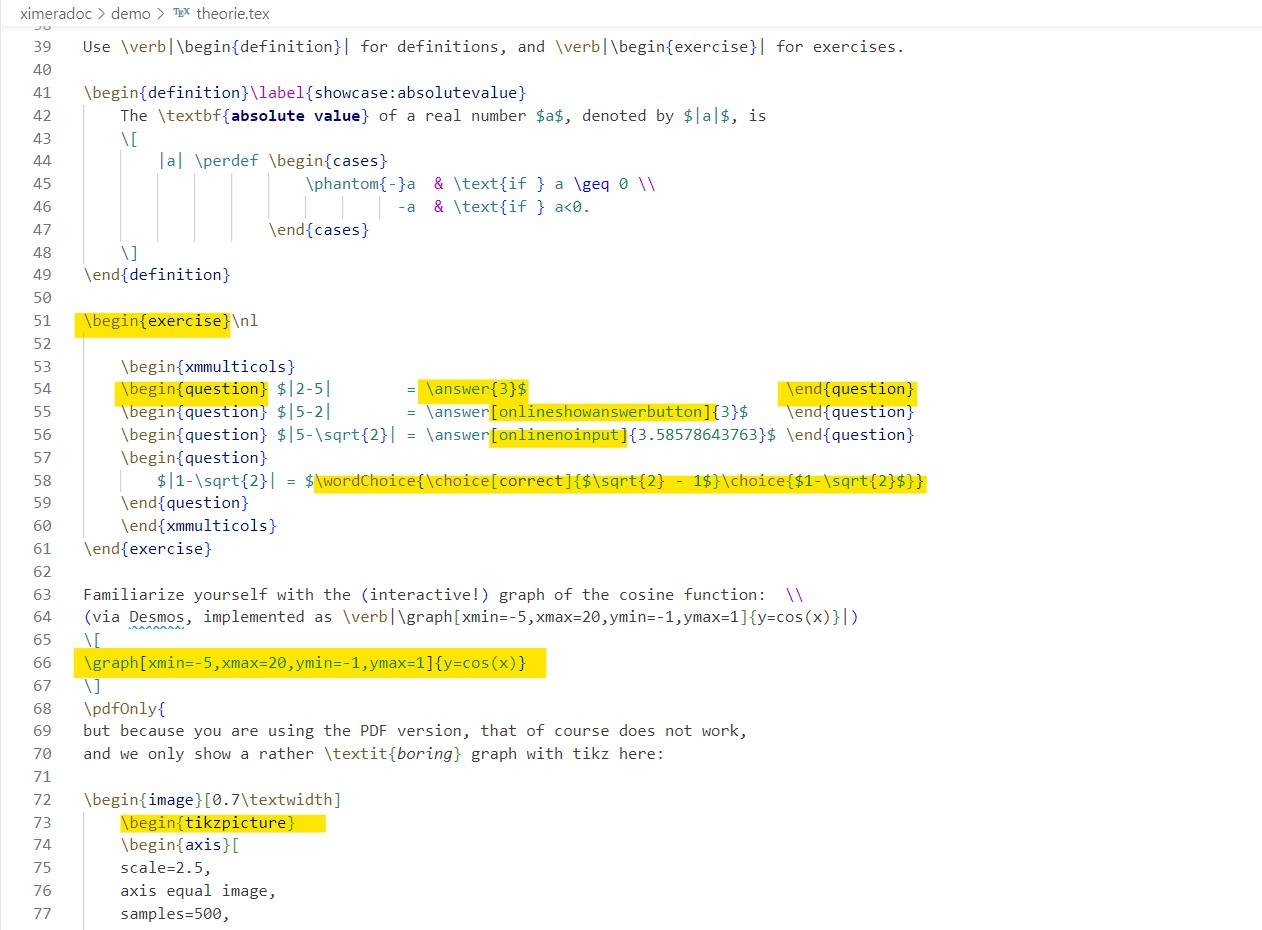 ximeradoc > demo > TEX theorie.tex
38
39 Use \verb|\begin{definition}| for definitions, and \verb|\begin{exercise}| for exercises.
40
41 \begin{definition}\label{showcase:absolutevalue}
42 The \textbf{absolute value} of a real number $a$, denoted by $|a|$, is
43 \[
44 |a| \perdef \begin{cases}
45 \phantom{-}a & \text{if } a \geq 0 \\
46 -a & \text{if } a<0.
47 \end{cases}
48 \]
49 \end{definition}
50
51 \begin{exercise}\nl
52
53 \begin{xmmulticols}
54 \begin{question} $|2-5| = \answer{3}$ \end{question}
55 \begin{question} $|5-2| = \answer[onlineshowanswerbutton]{3}$ \end{question}
56 \begin{question} $|5-\sqrt{2}| = \answer[onlinenoinput]{3.58578643763}$ \end{question}
57 \begin{question}
58 $|1-\sqrt{2}| = $\wordChoice{\choice[correct]{$\sqrt{2} - 1$}\choice{$1-\sqrt{2}$}}
59 \end{question}
60 \end{xmmulticols}
61 \end{exercise}
62
63 Familiarize yourself with the (interactive!) graph of the cosine function: \\
64 (via Desmos, implemented as \verb|\graph[xmin=-5,xmax=20,ymin=-1,ymax=1]{y=cos(x)}|)
65 \[
66 \graph[xmin=-5,xmax=20,ymin=-1,ymax=1]{y=cos(x)}
67 \]
68 \pdfOnly{
69 but because you are using the PDF version, that of course does not work,
70 and we only show a rather \textit{boring} graph with tikz here:
71
72 \begin{image}[0.7\textwidth]
73 \begin{tikzpicture}
74 \begin{axis}[
75 scale=2.5,
76 axis equal image,
77 samples=500,